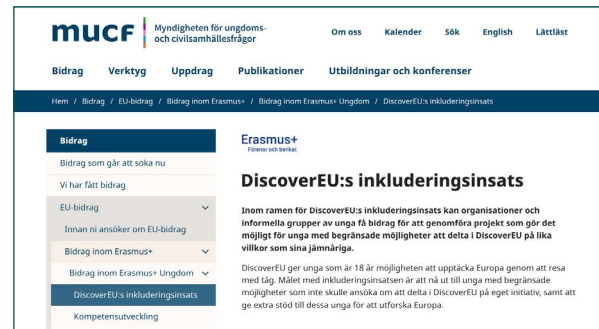 mucf
Myndigheten för ungdoms-
och civilsamhällesfrågor
Om oss Kalender Sök English Lättläst
Bidrag Verktyg Uppdrag Publikationer Utbildningar och konferenser
Hem / Bidrag / EU-bidrag / Bidrag inom Erasmus+ / Bidrag inom Erasmus+ Ungdom / DiscoverEU:s inkluderingsinsats
Bidrag
Bidrag som går att söka nu
Vi har fått bidrag
EU-bidrag
Innan ni ansöker om EU-bidrag
Bidrag inom Erasmus+
Bidrag inom Erasmus+ Ungdom
DiscoverEU:s inkluderingsinsats
Kompetensutveckling
Erasmus+
Förenar och berikar.
DiscoverEU:s inkluderingsinsats
Inom ramen för DiscoverEU:s inkluderingsinsats kan organisationer och
informella grupper av unga få bidrag för att genomföra projekt som gör det
möjligt för unga med begränsade möjligheter att delta i DiscoverEU på lika
villkor som sina jämnåriga.
DiscoverEU ger unga som är 18 år möjligheten att upptäcka Europa genom att resa
med tåg. Målet med inkluderingsinsatsen är att nå ut till unga med begränsade
möjligheter som inte skulle ansöka om att delta i DiscoverEU på eget initiativ, samt att
ge extra stöd till dessa unga för att utforska Europa.